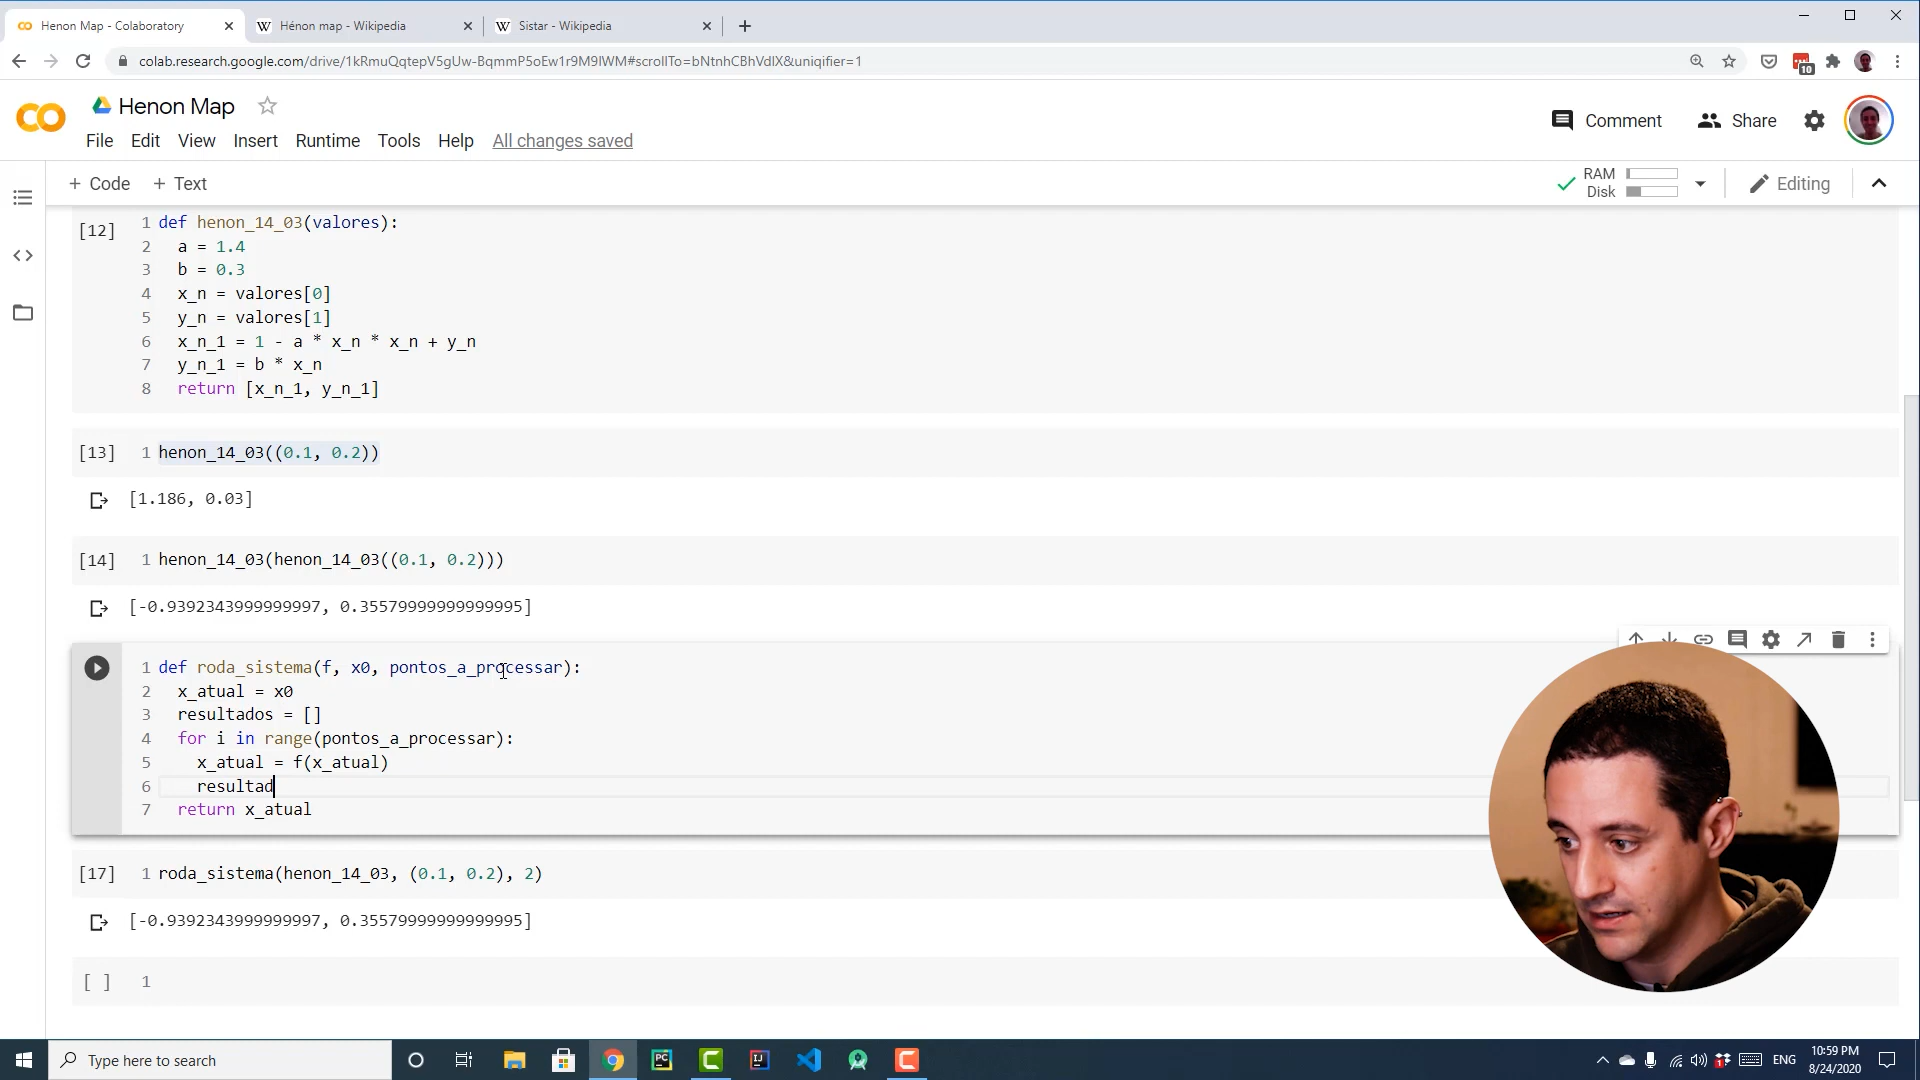 Henon Map - Colaboratory
Hénon map - Wikipedia
Sistar - Wikipedia
colab.research.google.com/drive/1kRmuQqtepV5gUw-BqmmP5oEw1r9M9IWM#scrollTo=bNtnhCBhVdlX&uniqifier=1
10
Henon Map
Comment
Share
File Edit View Insert Runtime Tools Help All changes saved
+ Code + Text
RAM
Disk
Editing
[12]
1 def henon_14_03(valores):
2 a = 1.4
3 b = 0.3
4 x_n = valores[0]
5 y_n = valores[1]
6 x_n_1 = 1 - a * x_n * x_n + y_n
7 y_n_1 = b * x_n
8 return [x_n_1, y_n_1]
[13] 1 henon_14_03((0.1, 0.2))
[1.186, 0.03]
[14] 1 henon_14_03(henon_14_03((0.1, 0.2)))
[-0.9392343999999997, 0.35579999999999995]
1 def roda_sistema(f, x0, pontos_a_processar):
2 x_atual = x0
3 resultados = []
4 for i in range(pontos_a_processar):
5 x_atual = f(x_atual)
6 resultad
7 return x_atual
[17] 1 roda_sistema(henon_14_03, (0.1, 0.2), 2)
[-0.9392343999999997, 0.35579999999999995]
[ ] 1
Type here to search
ENG
10:59 PM
8/24/2020